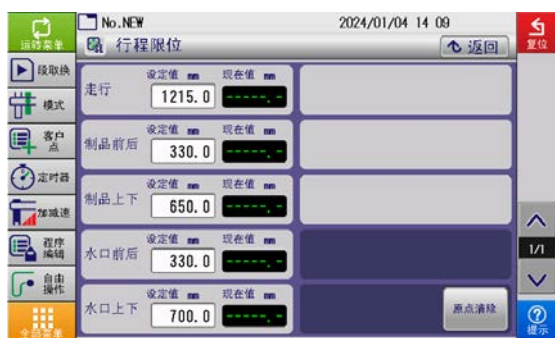 No.NEW 2024/01/04 14 09
运转菜单
行程限位
返回
复位
段取换
模式
客户点
定时器
加减速
程序编辑
自由操作
全部菜单
设定值 mm 现在值 mm
走行 1215.0 -----.-
设定值 mm 现在值 mm
制品前后 330.0 -----.-
设定值 mm 现在值 mm
制品上下 650.0 -----.-
设定值 mm 现在值 mm
水口前后 330.0 -----.-
设定值 mm 现在值 mm
水口上下 700.0 -----.-
原点清除
1/1
提示